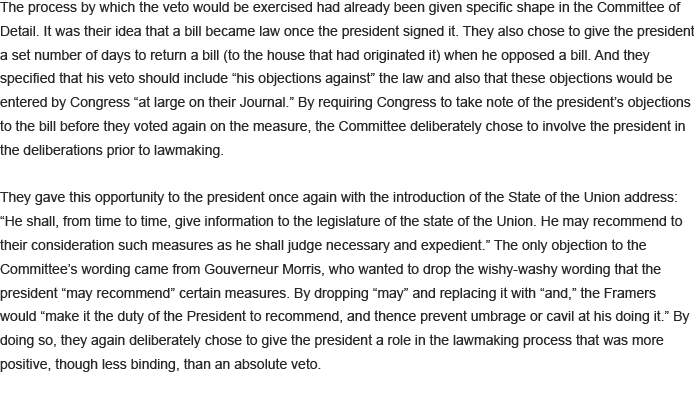 The process by which the veto would be exercised had already been given specific shape in the Committee of
Detail. It was their idea that a bill became law once the president signed it. They also chose to give the president
a set number of days to return a bill (to the house that had originated it) when he opposed a bill. And they
specified that his veto should include “his objections against” the law and also that these objections would be
entered by Congress “at large on their Journal.” By requiring Congress to take note of the president’s objections
to the bill before they voted again on the measure, the Committee deliberately chose to involve the president in
the deliberations prior to lawmaking.
They gave this opportunity to the president once again with the introduction of the State of the Union address:
“He shall, from time to time, give information to the legislature of the state of the Union. He may recommend to
their consideration such measures as he shall judge necessary and expedient.” The only objection to the
Committee’s wording came from Gouverneur Morris, who wanted to drop the wishy-washy wording that the
president “may recommend” certain measures. By dropping “may” and replacing it with “and,” the Framers
would “make it the duty of the President to recommend, and thence prevent umbrage or cavil at his doing it.” By
doing so, they again deliberately chose to give the president a role in the lawmaking process that was more
positive, though less binding, than an absolute veto.